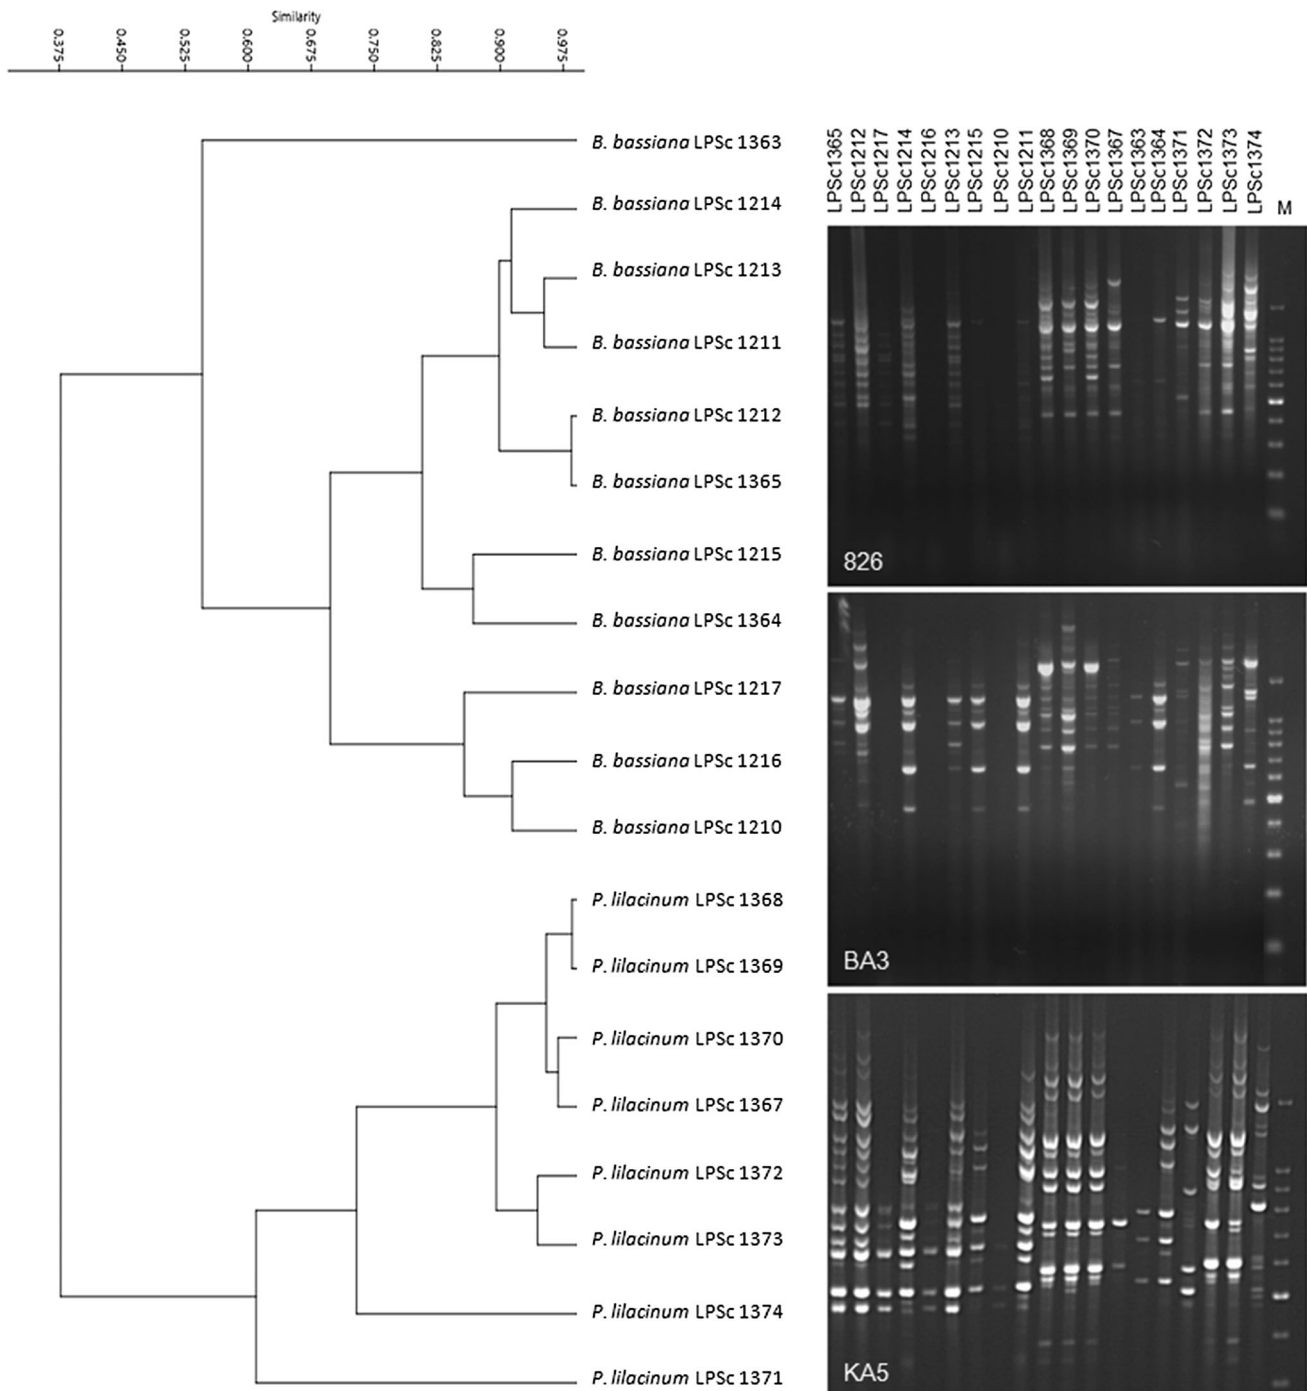 Similarity
0.375
0.450
0.525
0.600
0.675
0.750
0.825
0.900
0.975
B. bassiana LPSc 1363
B. bassiana LPSc 1214
B. bassiana LPSc 1213
B. bassiana LPSc 1211
B. bassiana LPSc 1212
B. bassiana LPSc 1365
B. bassiana LPSc 1215
B. bassiana LPSc 1364
B. bassiana LPSc 1217
B. bassiana LPSc 1216
B. bassiana LPSc 1210
P. lilacinum LPSc 1368
P. lilacinum LPSc 1369
P. lilacinum LPSc 1370
P. lilacinum LPSc 1367
P. lilacinum LPSc 1372
P. lilacinum LPSc 1373
P. lilacinum LPSc 1374
P. lilacinum LPSc 1371
LPSc1365
LPSc1212
LPSc1217
LPSc1214
LPSc1216
LPSc1213
LPSc1215
LPSc1210
LPSc1211
LPSc1368
LPSc1369
LPSc1370
LPSc1367
LPSc1363
LPSc1364
LPSc1371
LPSc1372
LPSc1373
LPSc1374
M
826
BA3
KA5